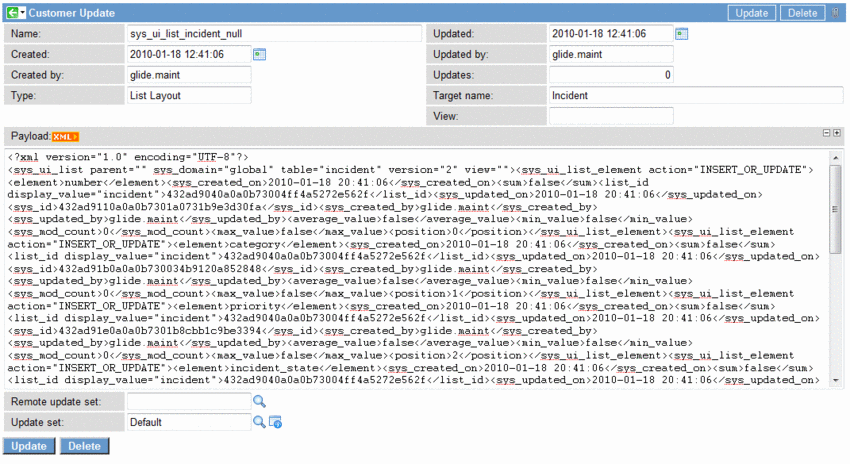 Customer Update Update Delete
Name: sys_ui_list_incident_null Updated: 2010-01-18 12:41:06
Created: 2010-01-18 12:41:06 Updated by: glide.maint
Created by: glide.maint Updates: 0
Type: List Layout Target name: Incident
View:
Payload: XML
<?xml version="1.0" encoding="UTF-8"?>
<sys_ui_list parent="" sys_domain="global" table="incident" version="2" view=""><sys_ui_list_element action="INSERT_OR_UPDATE">
<element>number</element><sys_created_on>2010-01-18 20:41:06</sys_created_on><sum>false</sum><list_id
display_value="incident">432ad9040a0a0b73004ff4a5272e562f</list_id><sys_updated_on>2010-01-18 20:41:06</sys_updated_on>
<sys_id>432ad9110a0a0b7301a0731b9e3d30fa</sys_id><sys_created_by>glide.maint</sys_created_by>
<sys_updated_by>glide.maint</sys_updated_by><average_value>false</average_value><min_value>false</min_value>
<sys_mod_count>0</sys_mod_count><max_value>false</max_value><position>0</position></sys_ui_list_element><sys_ui_list_element
action="INSERT_OR_UPDATE"><element>category</element><sys_created_on>2010-01-18 20:41:06</sys_created_on><sum>false</sum>
<list_id display_value="incident">432ad9040a0a0b73004ff4a5272e562f</list_id><sys_updated_on>2010-01-18 20:41:06</sys_updated_on>
<sys_id>432ad91b0a0a0b730034b9120a852848</sys_id><sys_created_by>glide.maint</sys_created_by>
<sys_updated_by>glide.maint</sys_updated_by><average_value>false</average_value><min_value>false</min_value>
<sys_mod_count>0</sys_mod_count><max_value>false</max_value><position>1</position></sys_ui_list_element><sys_ui_list_element
action="INSERT_OR_UPDATE"><element>priority</element><sys_created_on>2010-01-18 20:41:06</sys_created_on><sum>false</sum>
<list_id display_value="incident">432ad9040a0a0b73004ff4a5272e562f</list_id><sys_updated_on>2010-01-18 20:41:06</sys_updated_on>
<sys_id>432ad91e0a0a0b7301b8cbb1c9be3394</sys_id><sys_created_by>glide.maint</sys_created_by>
<sys_updated_by>glide.maint</sys_updated_by><average_value>false</average_value><min_value>false</min_value>
<sys_mod_count>0</sys_mod_count><max_value>false</max_value><position>2</position></sys_ui_list_element><sys_ui_list_element
action="INSERT_OR_UPDATE"><element>incident_state</element><sys_created_on>2010-01-18 20:41:06</sys_created_on><sum>false</sum>
<list_id display_value="incident">432ad9040a0a0b73004ff4a5272e562f</list_id><sys_updated_on>2010-01-18 20:41:06</sys_updated_on>
Remote update set:
Update set: Default
Update Delete